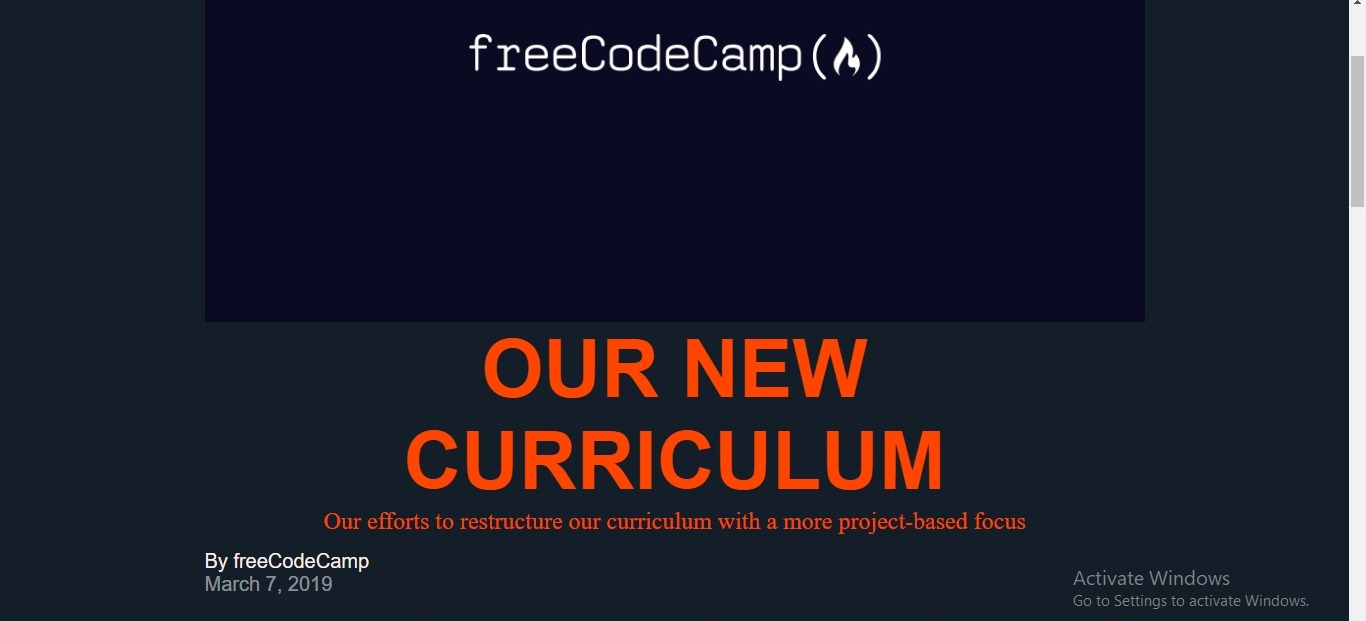 freeCodeCamp()
OUR NEW
CURRICULUM
Our efforts to restructure our curriculum with a more project-based focus
By freeCodeCamp
March 7, 2019
Activate Windows
Go to Settings to activate Windows.